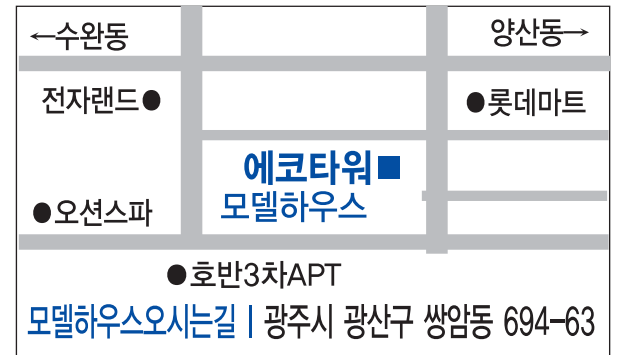 ←수완동
양산동→
전자랜드●
●롯데마트
에코타워■
모델하우스
●오션스파
●호반3차APT
모델하우스오시는길 | 광주시 광산구 쌍암동 694-63